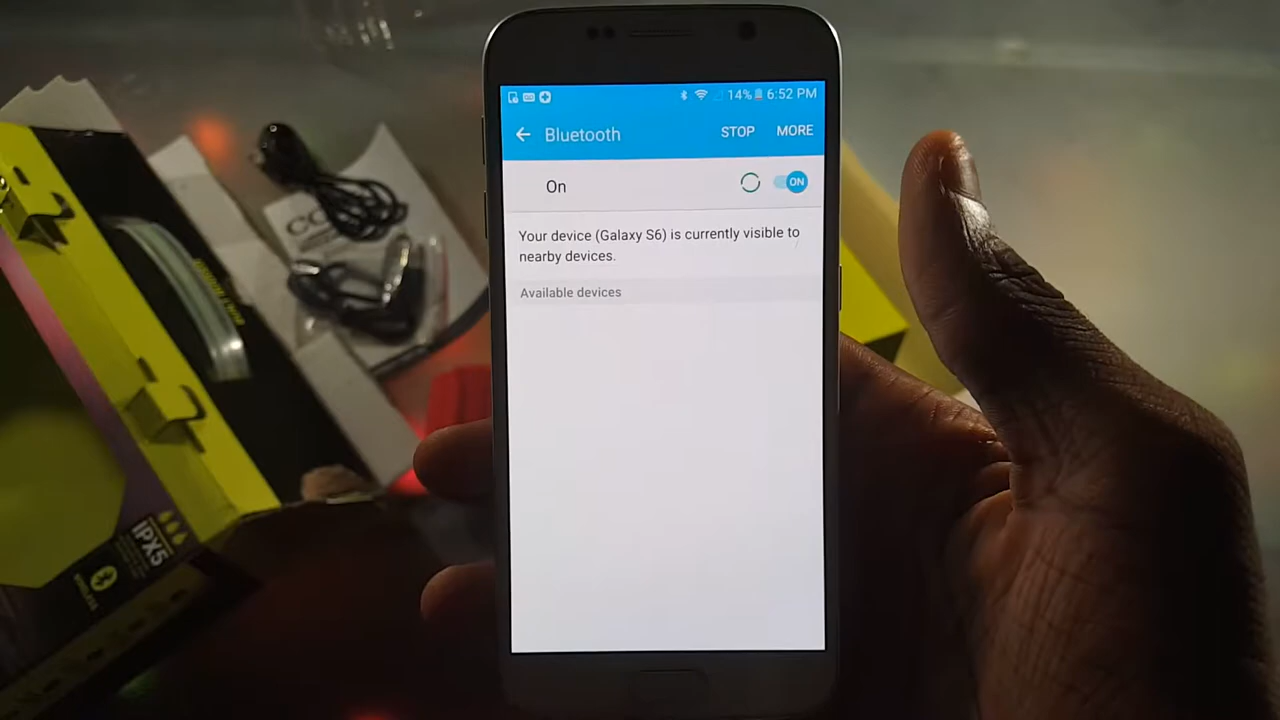 14% 6:52 PM
Bluetooth STOP MORE
On ON
Your device (Galaxy S6) is currently visible to
nearby devices.
Available devices
IPX5
WIRELESS